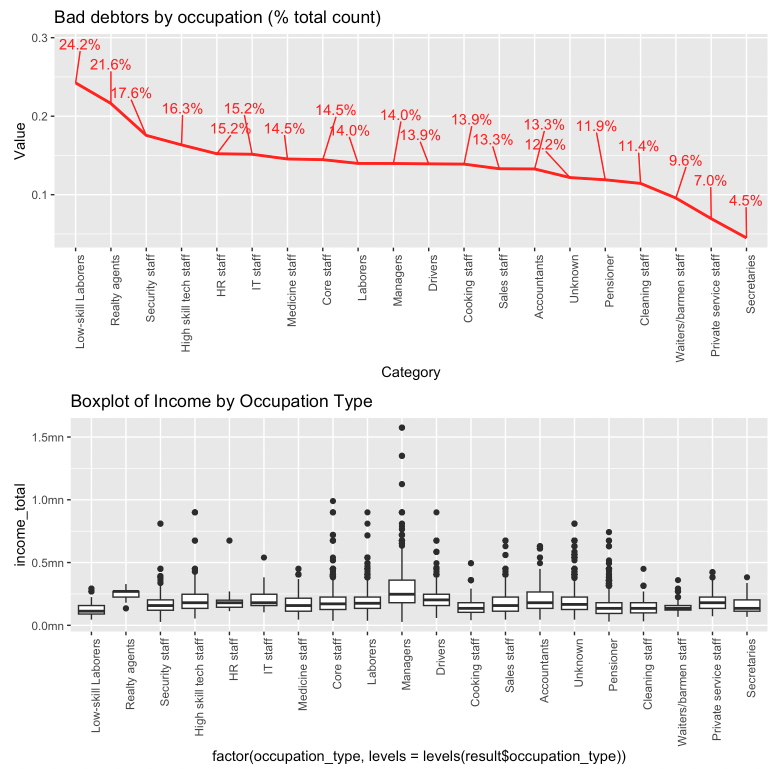 Bad debtors by occupation (% total count)
0.3
0.2
0.1
Value
24.2%
21.6%
17.6%
16.3%
15.2%
15.2%
14.5%
14.5%
14.0%
14.0%
13.9%
13.9%
13.3%
13.3%
12.2%
11.9%
11.4%
9.6%
7.0%
4.5%
Low-skill Laborers
Realty agents
Security staff
High skill tech staff
HR staff
IT staff
Medicine staff
Core staff
Laborers
Managers
Drivers
Cooking staff
Sales staff
Accountants
Unknown
Pensioner
Cleaning staff
Waiters/barmen staff
Private service staff
Secretaries
Category
Boxplot of Income by Occupation Type
1.5mn
1.0mn
0.5mn
0.0mn
income_total
Low-skill Laborers
Realty agents
Security staff
High skill tech staff
HR staff
IT staff
Medicine staff
Core staff
Laborers
Managers
Drivers
Cooking staff
Sales staff
Accountants
Unknown
Pensioner
Cleaning staff
Waiters/barmen staff
Private service staff
Secretaries
factor(occupation_type, levels = levels(result$occupation_type))